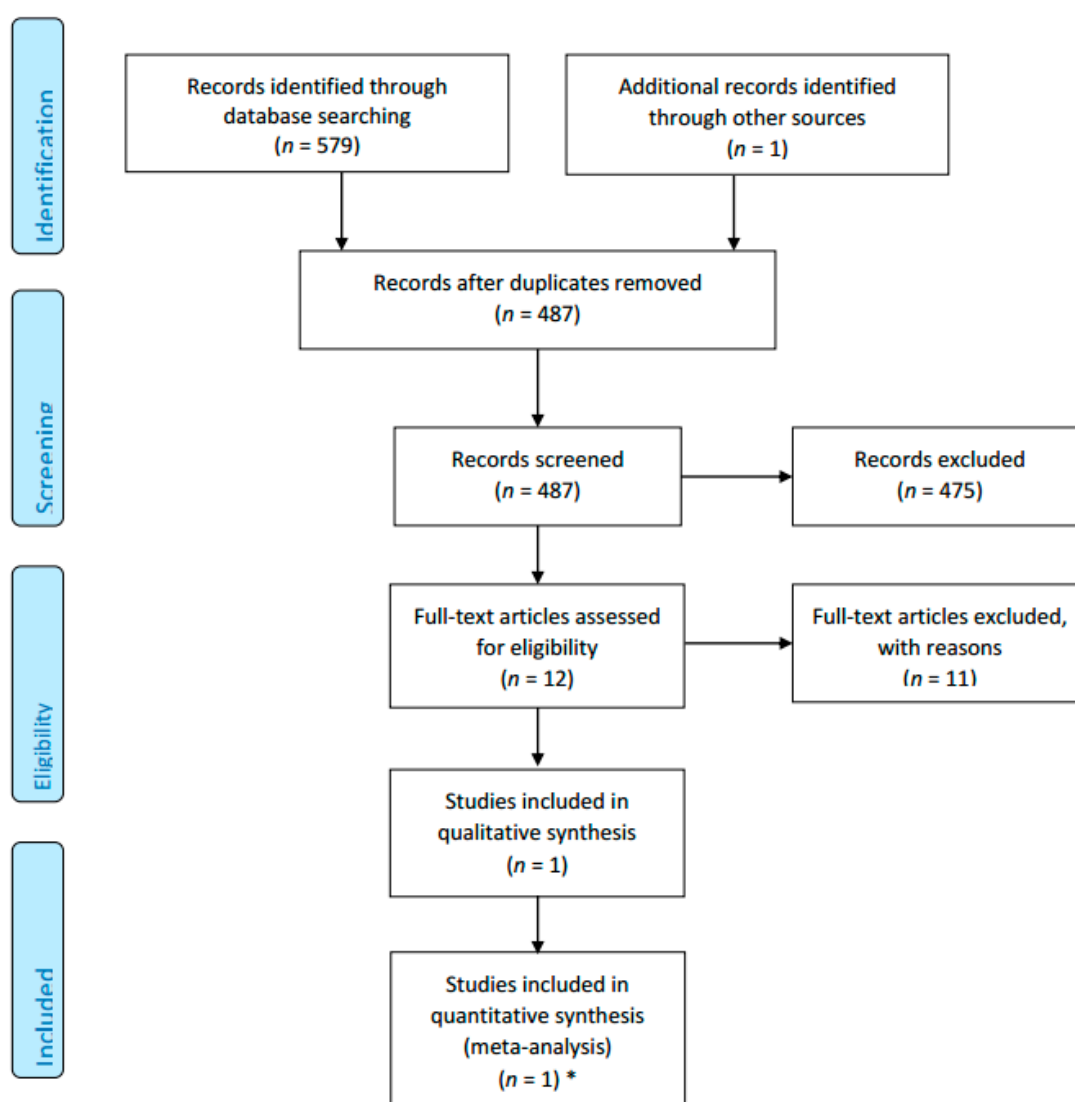 Identification
Records identified through
database searching
(n = 579)
Additional records identified
through other sources
(n = 1)
Records after duplicates removed
(n = 487)
Screening
Records screened
(n = 487)
Records excluded
(n = 475)
Eligibility
Full-text articles assessed
for eligibility
(n = 12)
Full-text articles excluded,
with reasons
(n = 11)
Studies included in
qualitative synthesis
(n = 1)
Included
Studies included in
quantitative synthesis
(meta-analysis)
(n = 1) *